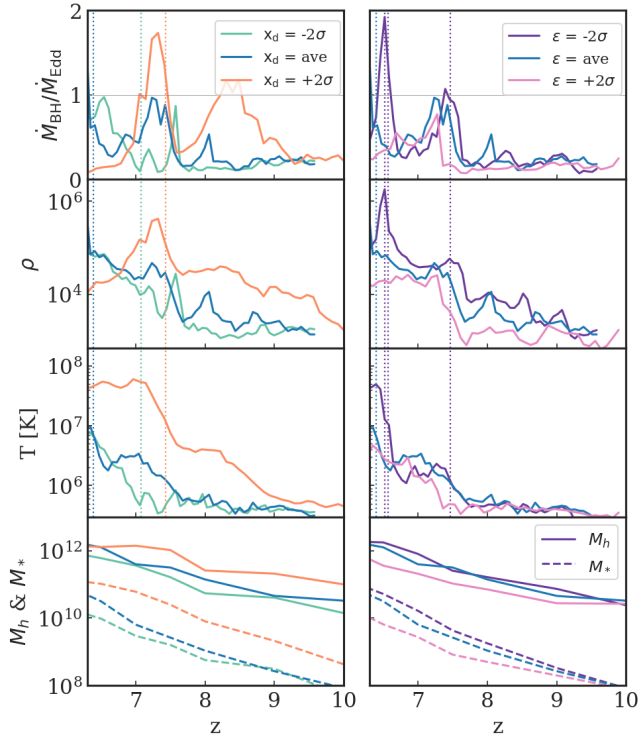 2
1
0
Ṁ_BH/Ṁ_Edd
x_d = -2σ
x_d = ave
x_d = +2σ
ε = -2σ
ε = ave
ε = +2σ
10^6
10^4
ρ
10^8
10^7
10^6
T [K]
10^12
10^10
10^8
M_h & M_*
M_h
M_*
7 8 9 10
7 8 9 10
z
z